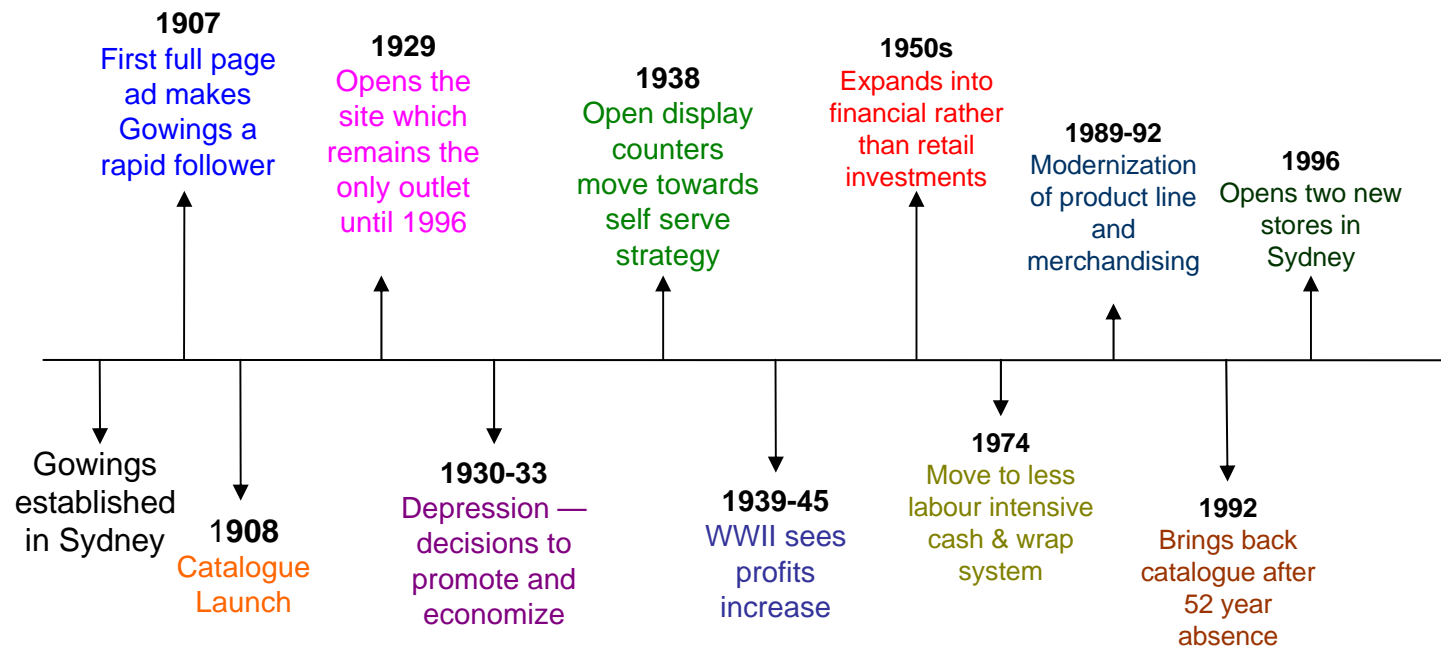 1907
First full page
ad makes
Gowings a
rapid follower
1929
Opens the
site which
remains the
only outlet
until 1996
1938
Open display
counters
move towards
self serve
strategy
1950s
Expands into
financial rather
than retail
investments
1989-92
Modernization
of product line
and
merchandising
1996
Opens two new
stores in
Sydney
Gowings
established
in Sydney
1908
Catalogue
Launch
1930-33
Depression —
decisions to
promote and
economize
1939-45
WWII sees
profits
increase
1974
Move to less
labour intensive
cash & wrap
system
1992
Brings back
catalogue after
52 year
absence